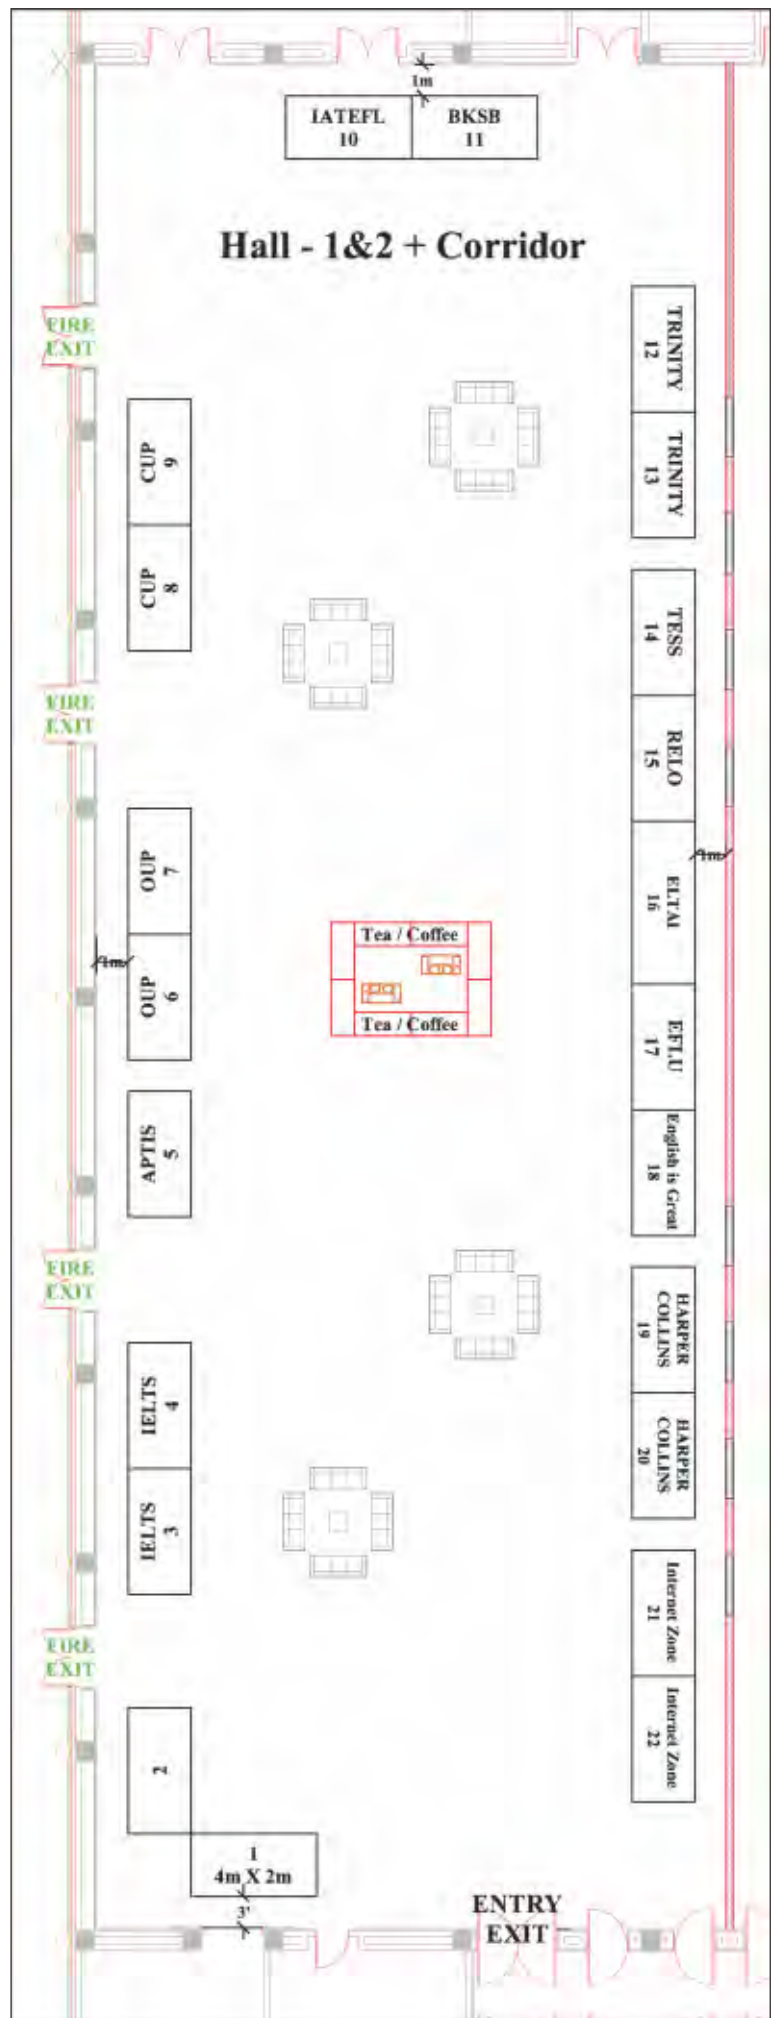 1m
IATEFL
10
BKSB
11
Hall - 1&2 + Corridor
FIRE
EXIT
TRINITY
12
TRINITY
13
CUP
9
CUP
8
TESS
14
RELO
15
FIRE
EXIT
OUP
7
OUP
6
1m
ELTAI
16
1m
Tea / Coffee
Tea / Coffee
EFLU
17
English is Great
18
APTIS
5
FIRE
EXIT
HARPER
COLLINS
19
HARPER
COLLINS
20
IELTS
4
IELTS
3
Internet Zone
21
Internet Zone
22
FIRE
EXIT
2
1
4m X 2m
3'
ENTRY
EXIT